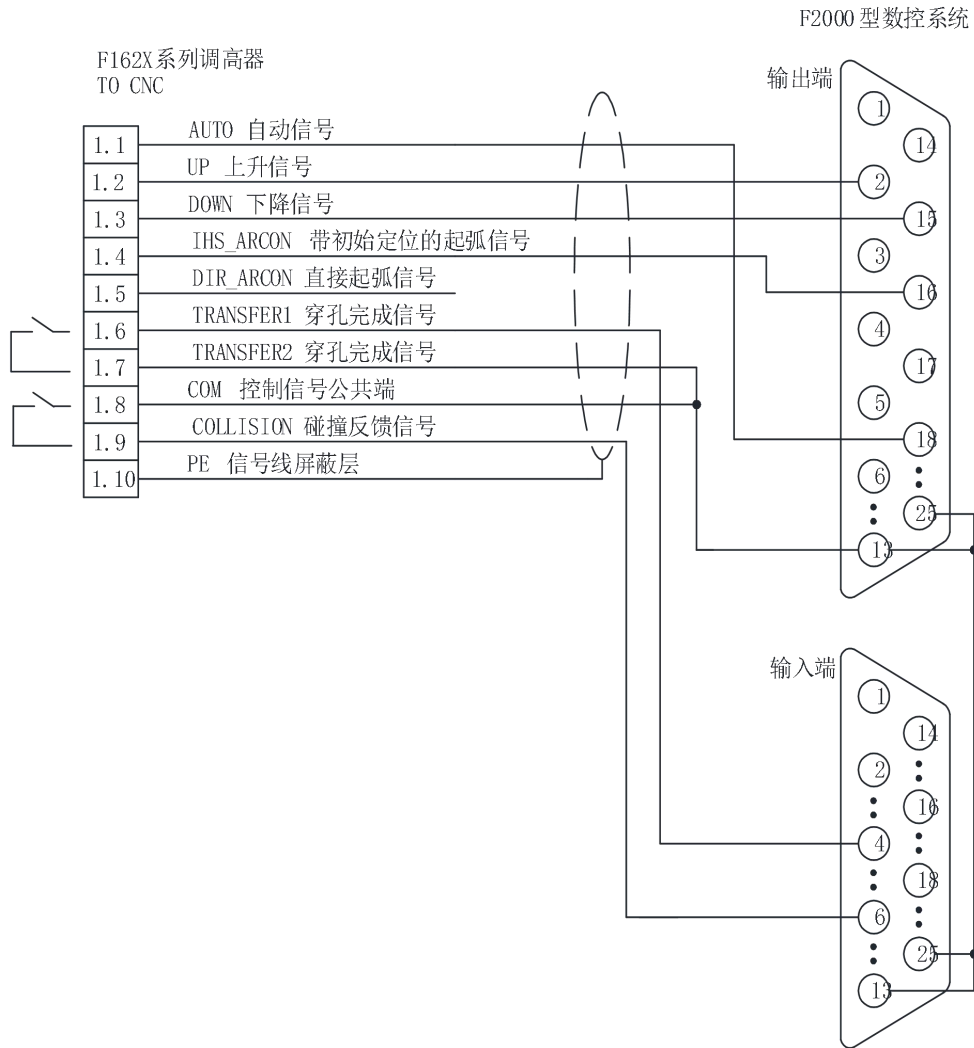 F2000型数控系统
F162X系列调高器
TO CNC
输出端
1.1 AUTO 自动信号
1.2 UP 上升信号
1.3 DOWN 下降信号
1.4 IHS_ARCON 带初始定位的起弧信号
1.5 DIR_ARCON 直接起弧信号
1.6 TRANSFER1 穿孔完成信号
1.7 TRANSFER2 穿孔完成信号
1.8 COM 控制信号公共端
1.9 COLLISION 碰撞反馈信号
1.10 PE 信号线屏蔽层
1
14
2
15
3
16
4
17
5
18
6
25
13
输入端
1
14
2
16
4
18
6
25
13